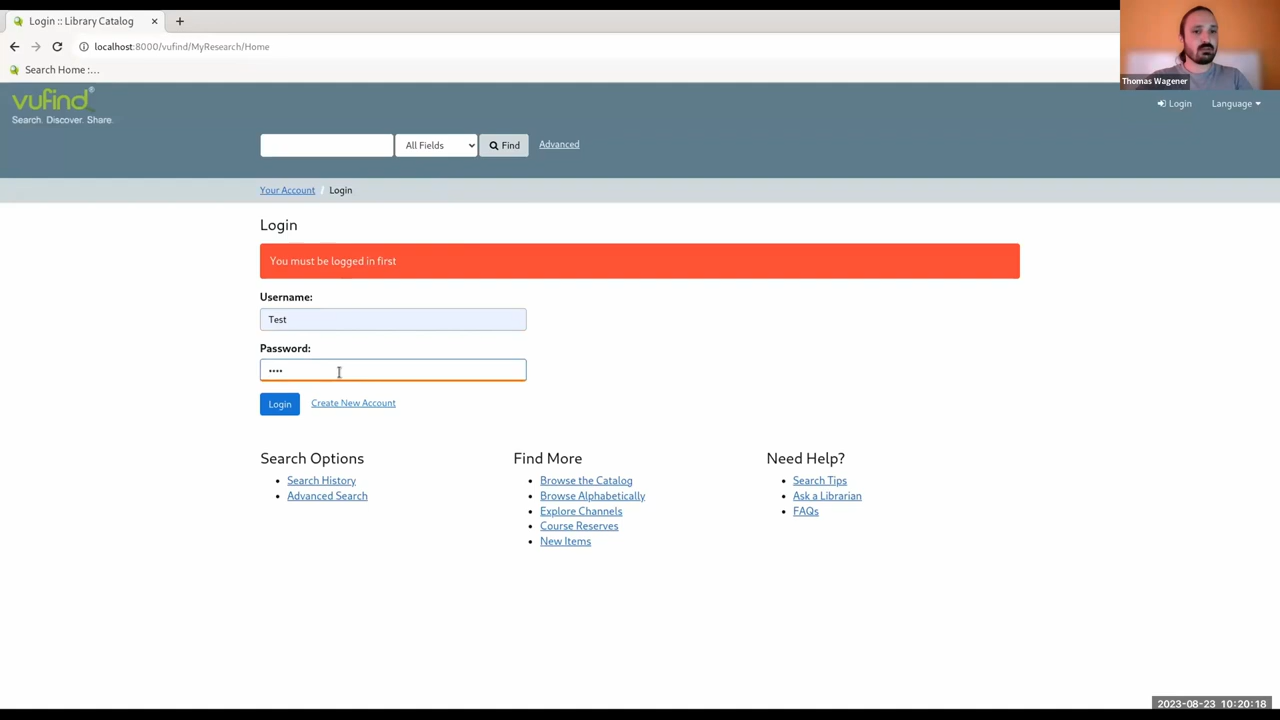 Login :: Library Catalog
localhost:8000/vufind/MyResearch/Home
Search Home :...
Thomas Wagener
vufind®
Search. Discover. Share.
Login
Language
All Fields
Find
Advanced
Your Account / Login
Login
You must be logged in first
Username:
Test
Password:
••••
Login
Create New Account
Search Options
Search History
Advanced Search
Find More
Browse the Catalog
Browse Alphabetically
Explore Channels
Course Reserves
New Items
Need Help?
Search Tips
Ask a Librarian
FAQs
2023-08-23 10:20:18